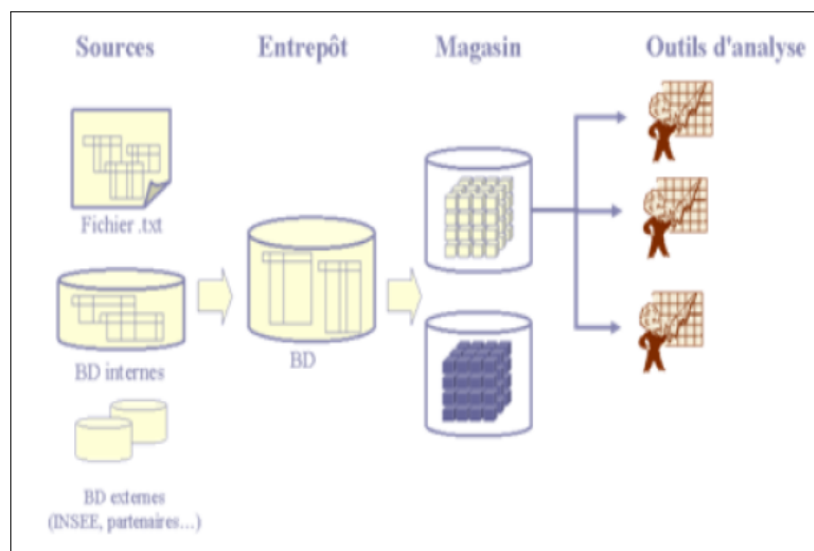 Sources
Entrepôt
Magasin
Outils d'analyse
Fichier .txt
BD internes
BD
BD externes
(INSEE, partenaires…)